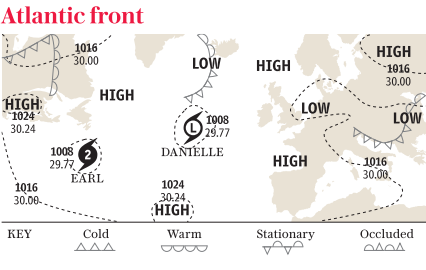 Atlantic front
1016
30.00
LOW
HIGH
HIGH
1016
30.00
HIGH
1024
30.24
HIGH
LOW
LOW
1008
29.77
DANIELLE
L
1008
29.77
2
EARL
HIGH
1016
30.00
1016
30.00
1024
30.24
HIGH
KEY Cold Warm Stationary Occluded